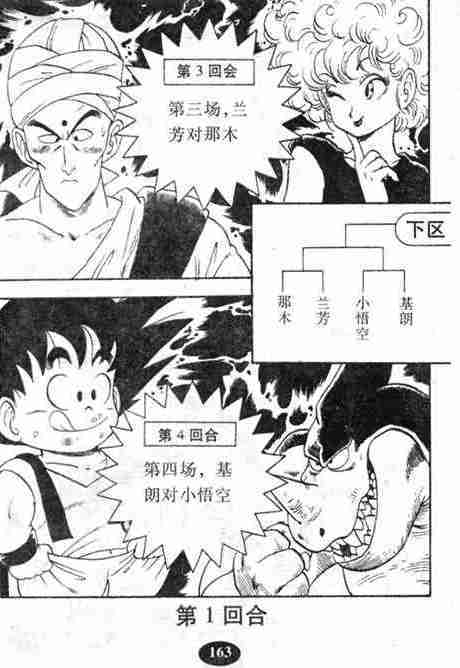 第3回会
第三场，兰
芳对那木
下区
那木
兰芳
小悟空
基朗
第4回合
第四场，基
朗对小悟空
第1回合
163